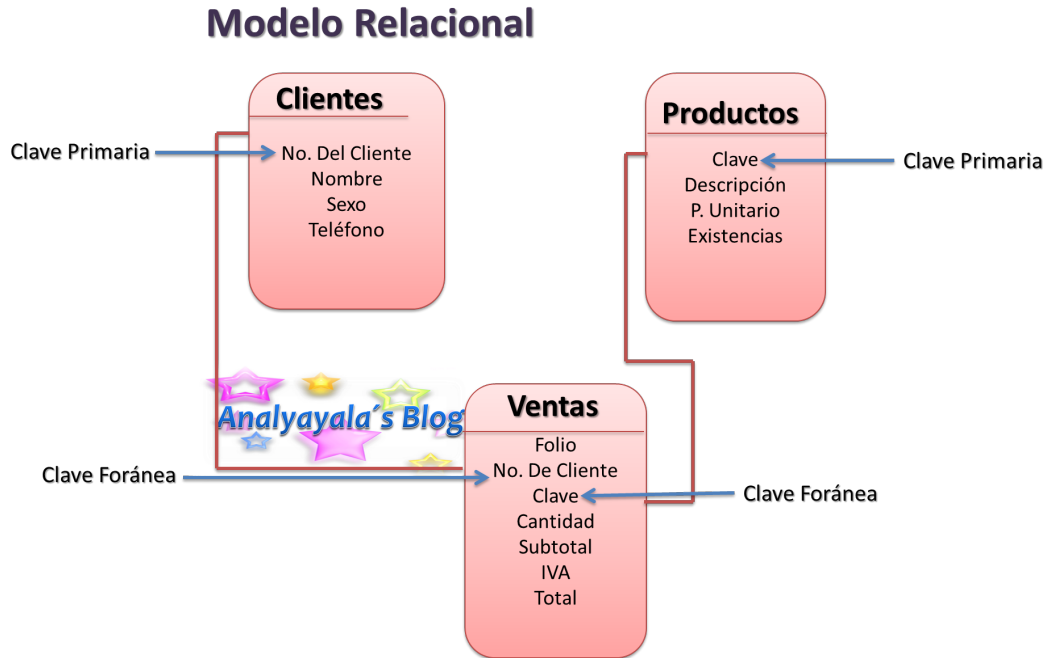 Modelo Relacional
Clientes
Clave Primaria
No. Del Cliente
Nombre
Sexo
Teléfono
Productos
Clave
Clave Primaria
Descripción
P. Unitario
Existencias
Analyayala´s Blog
Ventas
Folio
Clave Foránea
No. De Cliente
Clave
Clave Foránea
Cantidad
Subtotal
IVA
Total